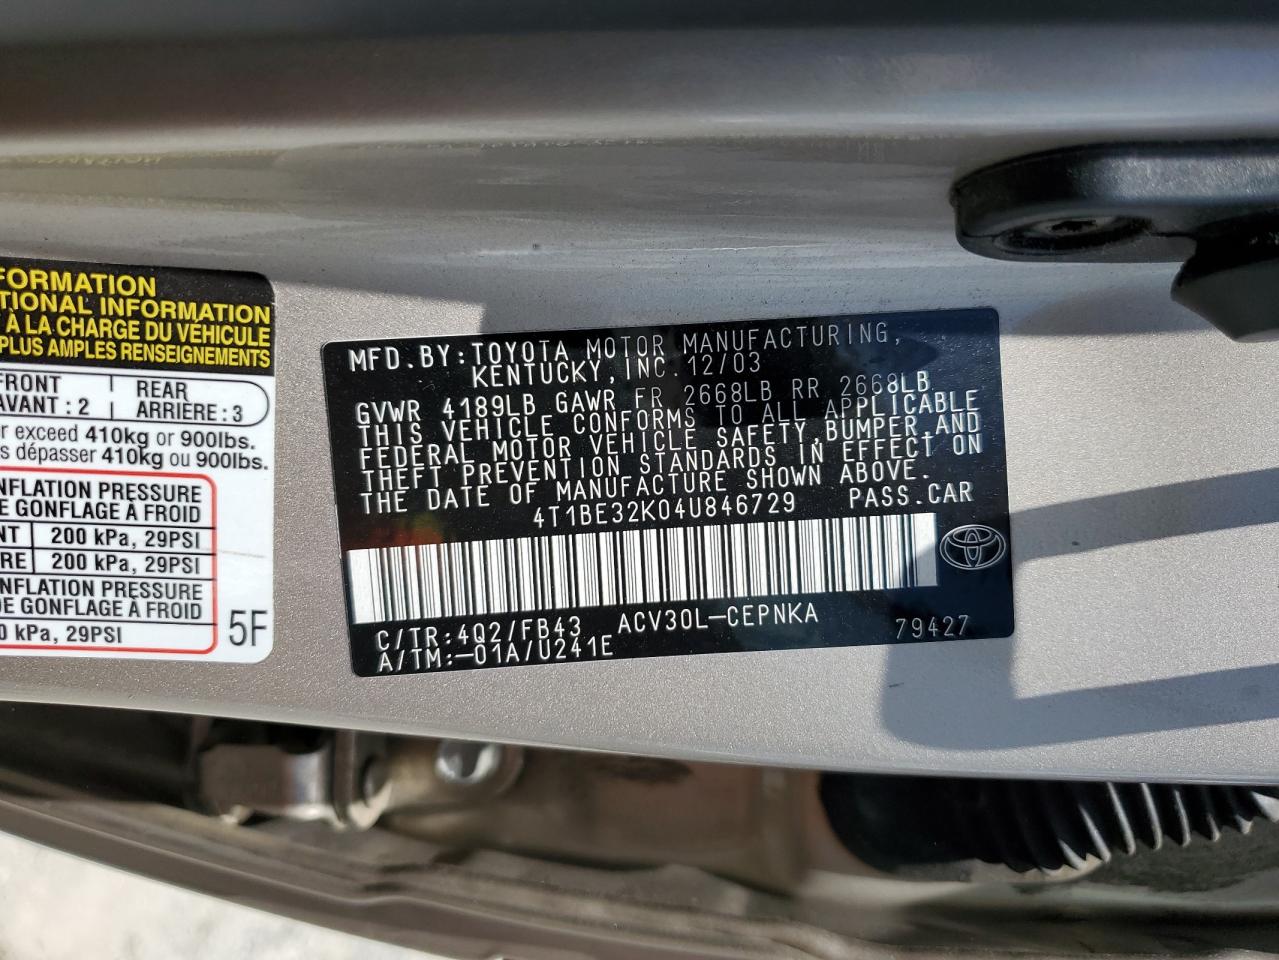 FORMATION
TIONAL INFORMATION
À LA CHARGE DU VÉHICULE
PLUS AMPLES RENSEIGNEMENTS
FRONT
AVANT : 2
REAR
ARRIÈRE : 3
r exceed 410kg or 900lbs.
s dépasser 410kg ou 900lbs.
NFLATION PRESSURE
DE GONFLAGE À FROID
NT 200 kPa, 29PSI
RE 200 kPa, 29PSI
NFLATION PRESSURE
DE GONFLAGE À FROID
0 kPa, 29PSI
5F
MFD.BY:TOYOTA MOTOR MANUFACTURING,
KENTUCKY,INC.12/03
GVWR 4189LB GAWR FR 2668LB RR 2668LB
THIS VEHICLE CONFORMS TO ALL APPLICABLE
FEDERAL MOTOR VEHICLE SAFETY,BUMPER,AND
THEFT PREVENTION STANDARDS IN EFFECT ON
THE DATE OF MANUFACTURE SHOWN ABOVE.
4T1BE32K04U846729 PASS.CAR
C/TR:4Q2/FB43 ACV30L-CEPNKA
A/TM:-01A/U241E 79427